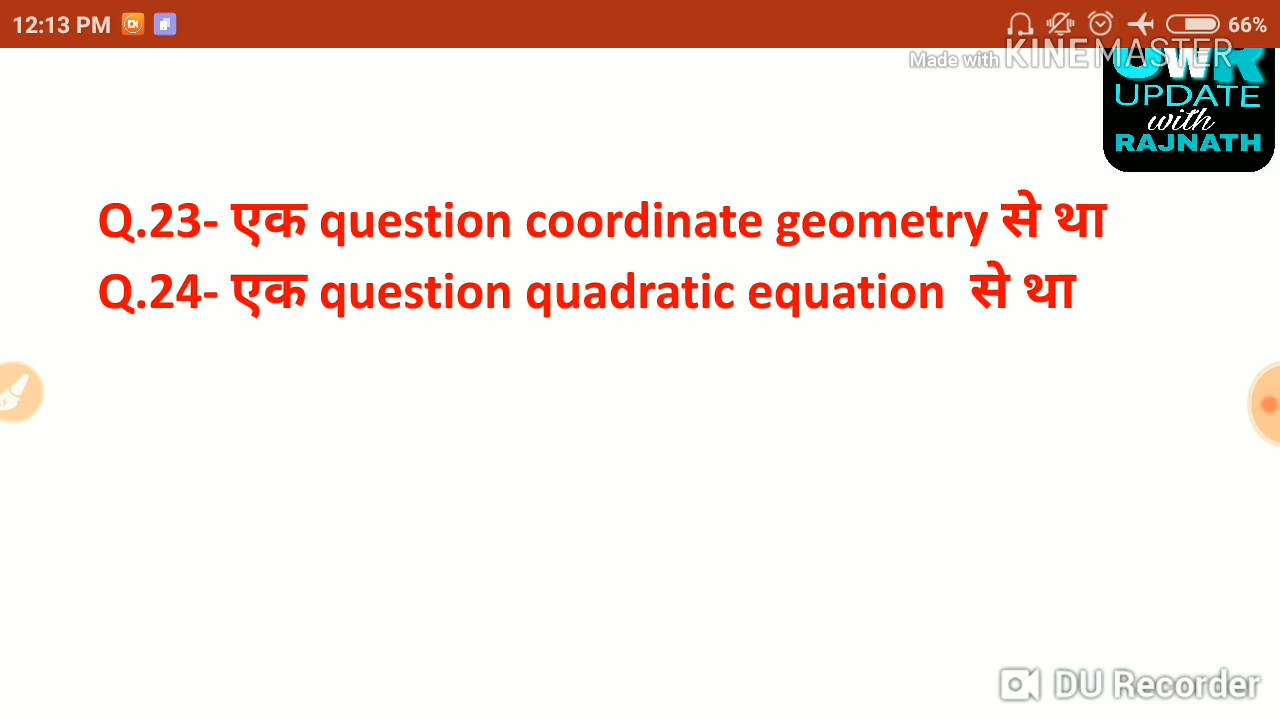 12:13 PM
66%
Made with KINEMASTER
UWR
UPDATE
with
RAJNATH
Q.23- एक question coordinate geometry से था
Q.24- एक question quadratic equation से था
DU Recorder